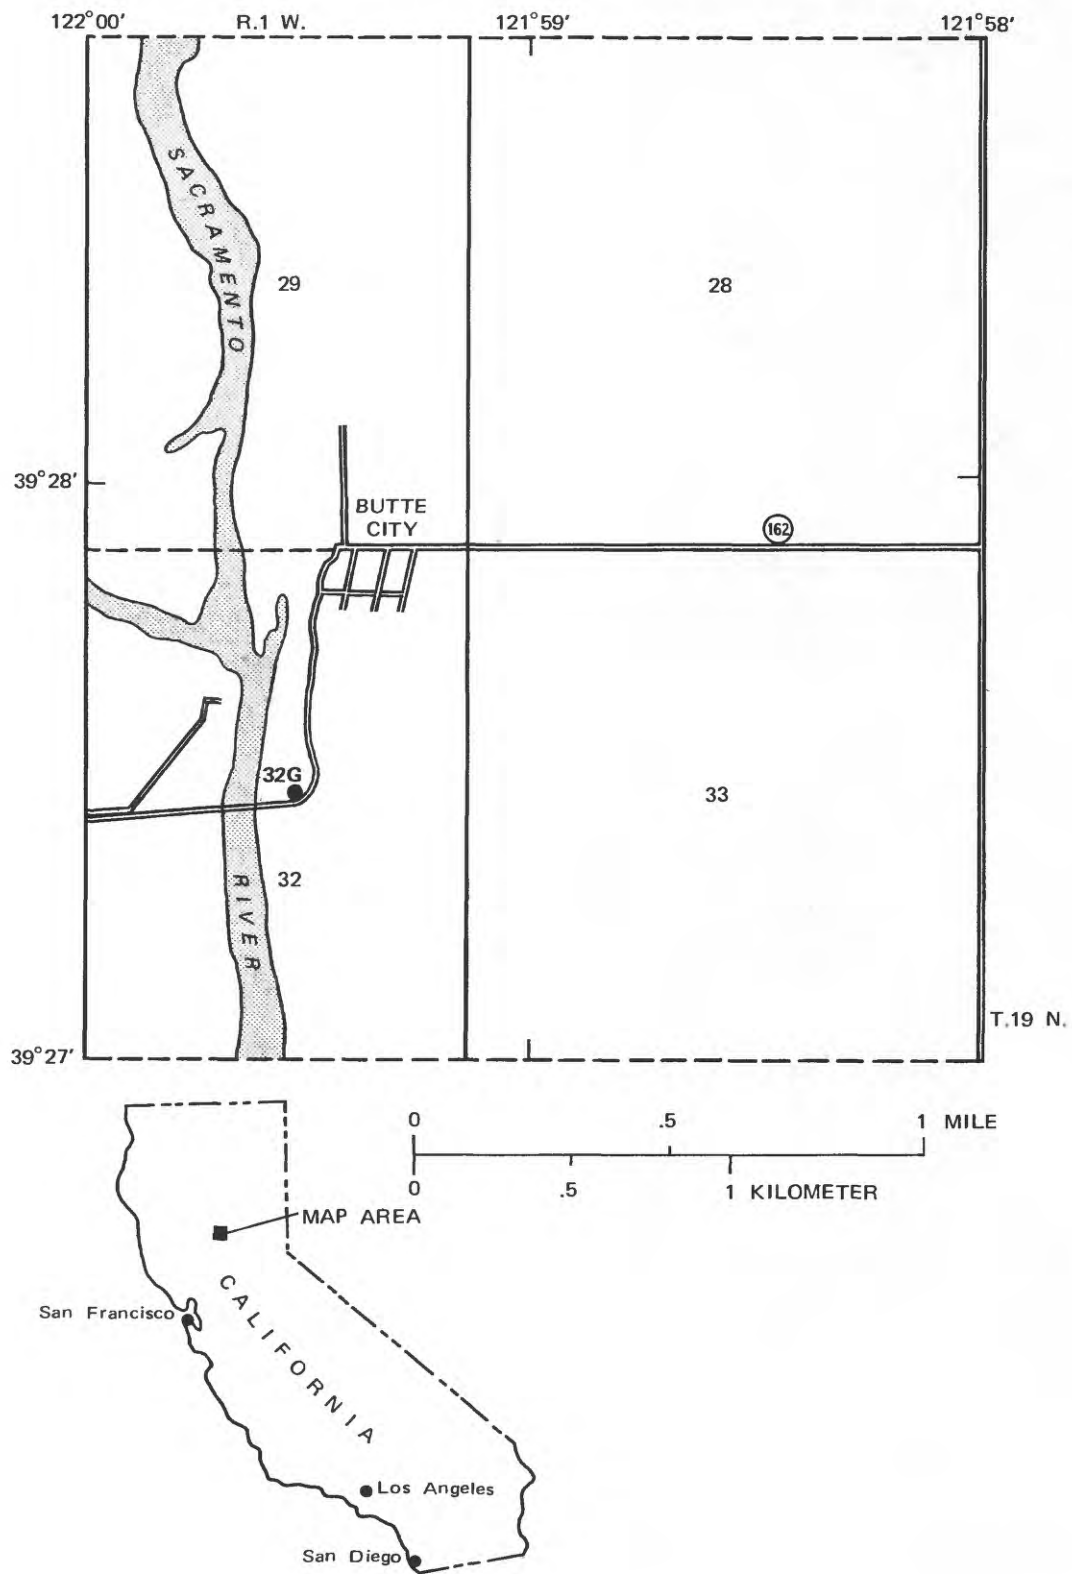 122°00′ R.1 W. 121°59′ 121°58′
SACRAMENTO
29
28
39°28′
BUTTE
CITY
162
32G
33
32
RIVER
T.19 N.
39°27′
0 .5 1 MILE
0 .5 1 KILOMETER
MAP AREA
San Francisco
CALIFORNIA
Los Angeles
San Diego